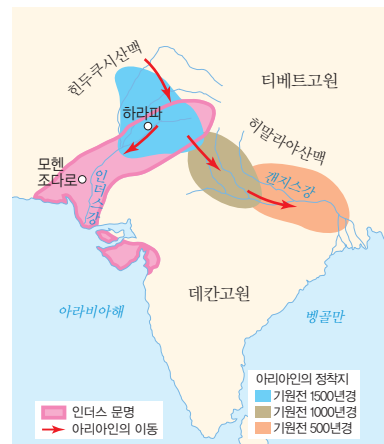 힌두쿠시산맥
티베트고원
하라파
히말라야산맥
모헨
조다로
인더스강
갠지스강
데칸고원
아라비아해
벵골만
아리아인의 정착지
기원전 1500년경
기원전 1000년경
기원전 500년경
인더스 문명
아리아인의 이동